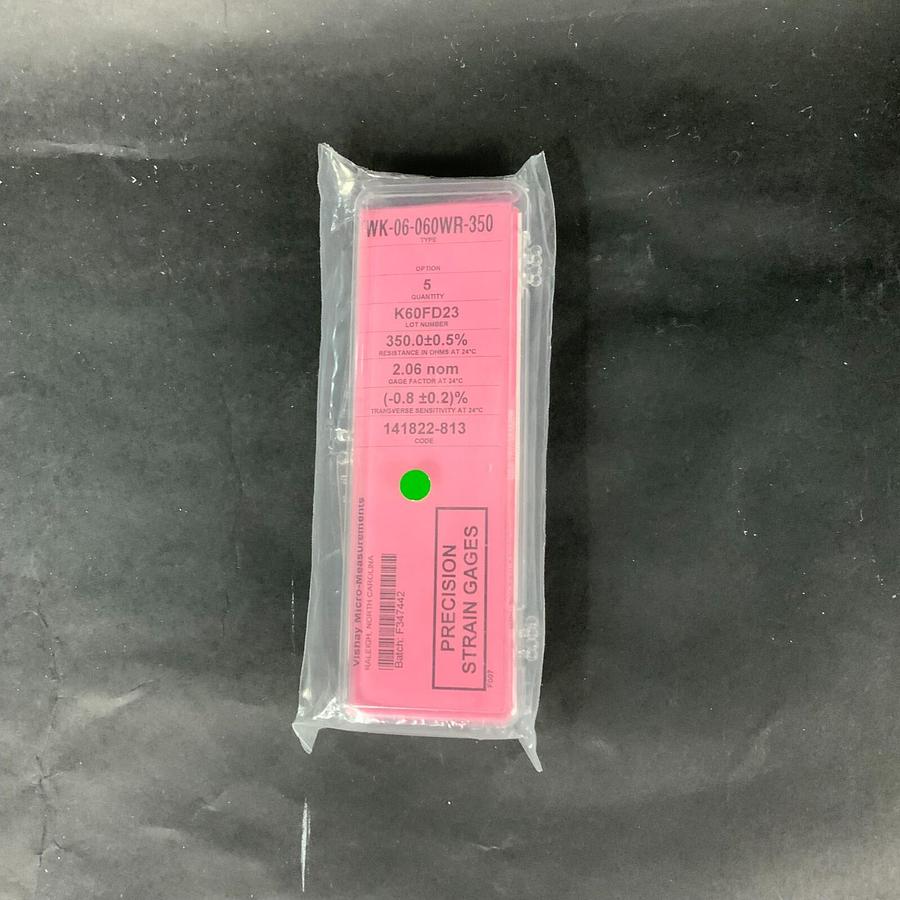 WK-06-060WR-350
TYPE
OPTION
5
QUANTITY
K60FD23
LOT NUMBER
350.0±0.5%
RESISTANCE IN OHMS AT 24°C
2.06 nom
GAGE FACTOR AT 24°C
(-0.8 ±0.2)%
TRANSVERSE SENSITIVITY AT 24°C
141822-813
CODE
Vishay Micro-Measurements
RALEIGH, NORTH CAROLINA
Batch: F347442
PRECISION
STRAIN GAGES
F007